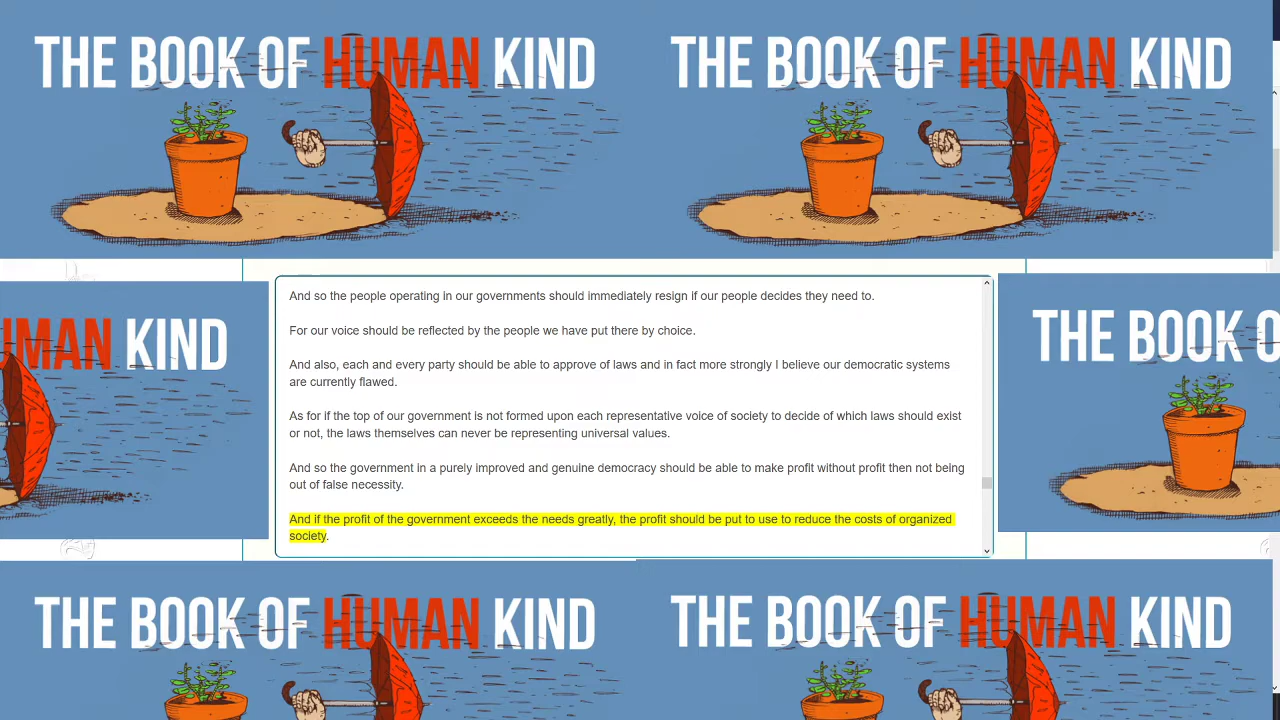 THE BOOK OF HUMAN KIND
THE BOOK OF HUMAN KIND
And so the people operating in our governments should immediately resign if our people decides they need to.
For our voice should be reflected by the people we have put there by choice.
And also, each and every party should be able to approve of laws and in fact more strongly I believe our democratic systems
are currently flawed.
As for if the top of our government is not formed upon each representative voice of society to decide of which laws should exist
or not, the laws themselves can never be representing universal values.
And so the government in a purely improved and genuine democracy should be able to make profit without profit then not being
out of false necessity.
And if the profit of the government exceeds the needs greatly, the profit should be put to use to reduce the costs of organized
society.
UMAN KIND
THE BOOK O
THE BOOK OF HUMAN KIND
THE BOOK OF HUMAN KIND